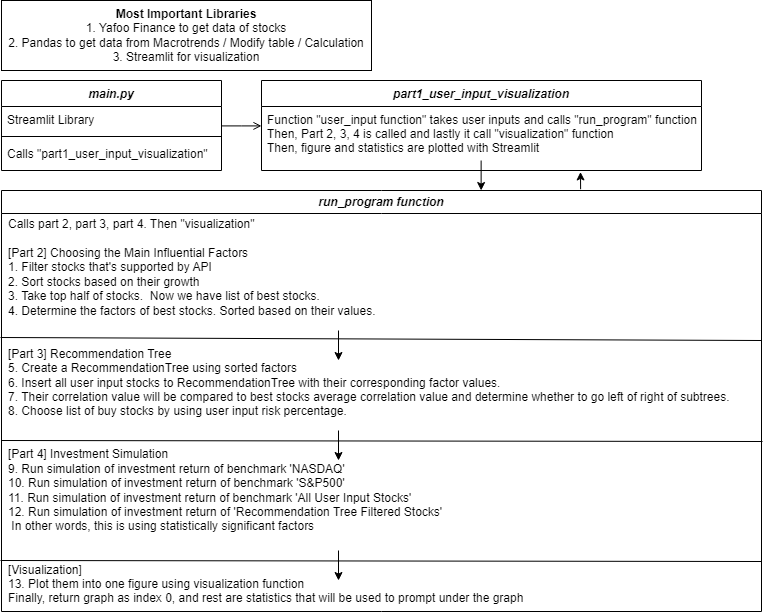 Most Important Libraries
1. Yafoo Finance to get data of stocks
2. Pandas to get data from Macrotrends / Modify table / Calculation
3. Streamlit for visualization
main.py
Streamlit Library
Calls "part1_user_input_visualization"
part1_user_input_visualization
Function "user_input function" takes user inputs and calls "run_program" function
Then, Part 2, 3, 4 is called and lastly it call "visualization" function
Then, figure and statistics are plotted with Streamlit
run_program function
Calls part 2, part 3, part 4. Then "visualization"
[Part 2] Choosing the Main Influential Factors
1. Filter stocks that's supported by API
2. Sort stocks based on their growth
3. Take top half of stocks.  Now we have list of best stocks.
4. Determine the factors of best stocks. Sorted based on their values.
[Part 3] Recommendation Tree
5. Create a RecommendationTree using sorted factors
6. Insert all user input stocks to RecommendationTree with their corresponding factor values.
7. Their correlation value will be compared to best stocks average correlation value and determine whether to go left of right of subtrees.
8. Choose list of buy stocks by using user input risk percentage.
[Part 4] Investment Simulation
9. Run simulation of investment return of benchmark 'NASDAQ'
10. Run simulation of investment return of benchmark 'S&P500'
11. Run simulation of investment return of benchmark 'All User Input Stocks'
12. Run simulation of investment return of 'Recommendation Tree Filtered Stocks'
In other words, this is using statistically significant factors
[Visualization]
13. Plot them into one figure using visualization function
Finally, return graph as index 0, and rest are statistics that will be used to prompt under the graph